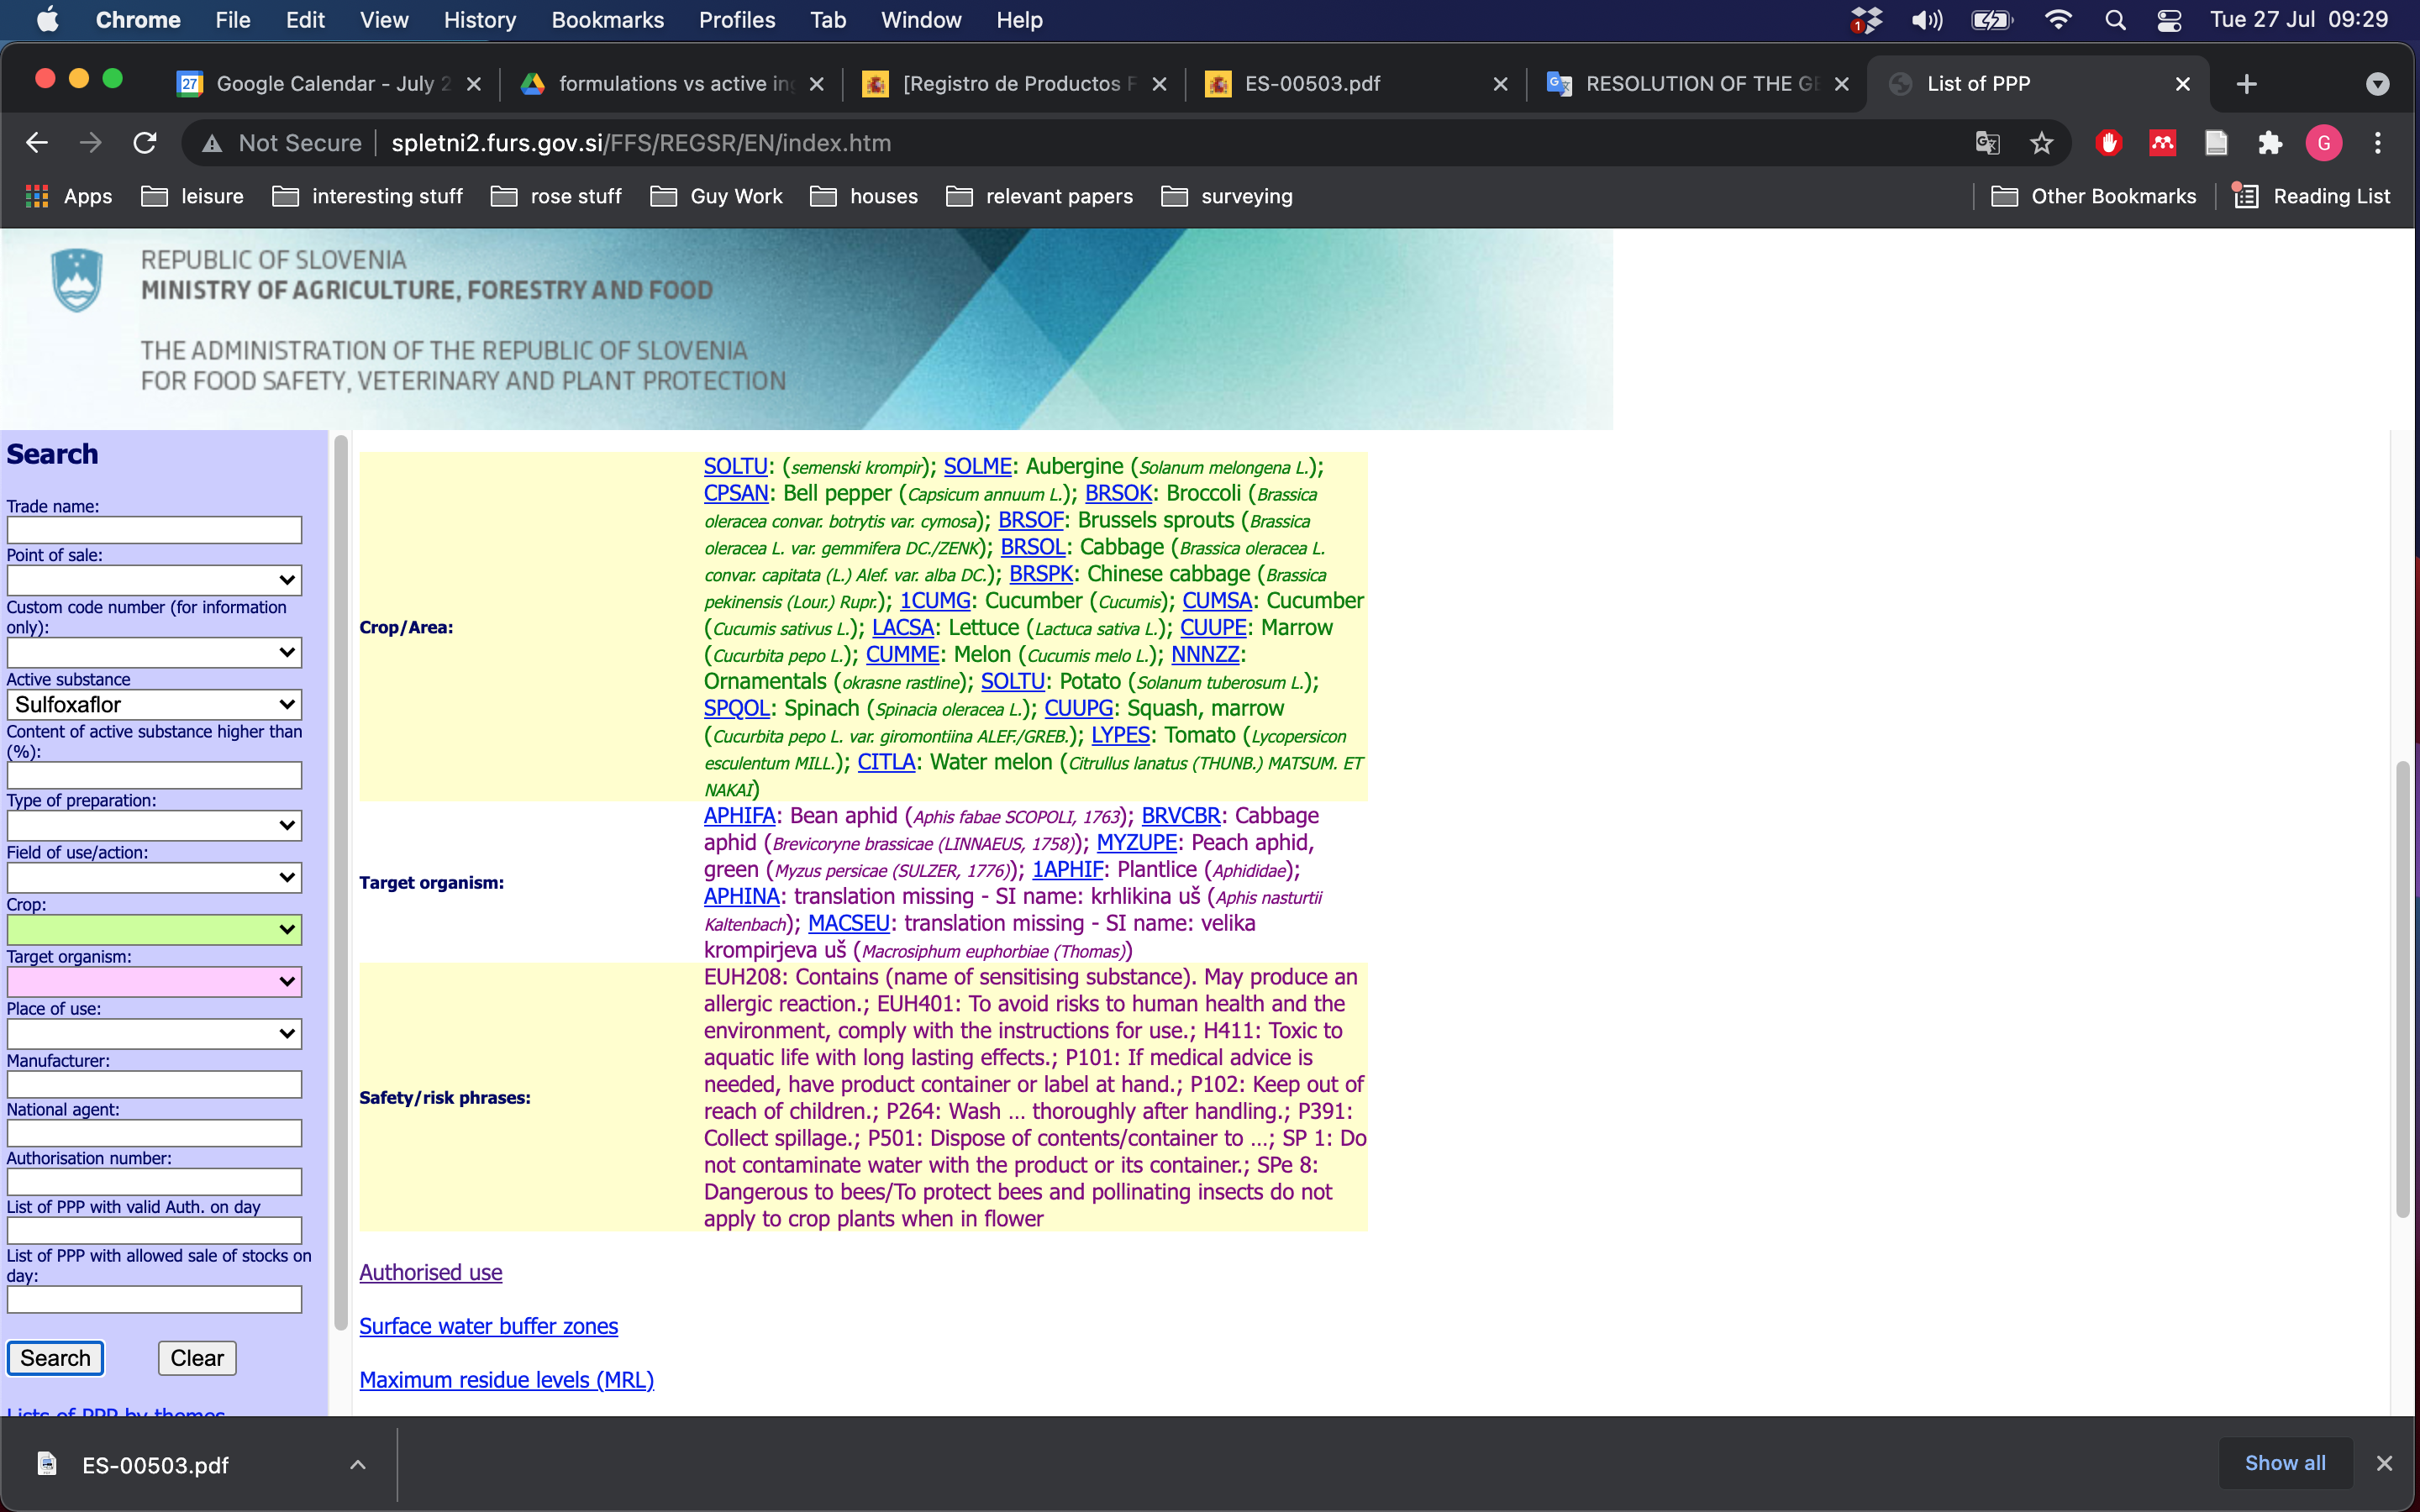 Chrome File Edit View History Bookmarks Profiles Tab Window Help 1 Tue 27 Jul 09:29
27 Google Calendar - July 2 formulations vs active ing [Registro de Productos F ES-00503.pdf RESOLUTION OF THE GE List of PPP
Not Secure spletni2.furs.gov.si/FFS/REGSR/EN/index.htm G
Apps leisure interesting stuff rose stuff Guy Work houses relevant papers surveying Other Bookmarks Reading List
REPUBLIC OF SLOVENIA
MINISTRY OF AGRICULTURE, FORESTRY AND FOOD
THE ADMINISTRATION OF THE REPUBLIC OF SLOVENIA
FOR FOOD SAFETY, VETERINARY AND PLANT PROTECTION
Search
Trade name:
Point of sale:
Custom code number (for information
only):
Active substance
Sulfoxaflor
Content of active substance higher than
(%):
Type of preparation:
Field of use/action:
Crop:
Target organism:
Place of use:
Manufacturer:
National agent:
Authorisation number:
List of PPP with valid Auth. on day
List of PPP with allowed sale of stocks on
day:
Search Clear
Lists of PPP by themes
Crop/Area:
SOLTU: (semenski krompir); SOLME: Aubergine (Solanum melongena L.);
CPSAN: Bell pepper (Capsicum annuum L.); BRSOK: Broccoli (Brassica
oleracea convar. botrytis var. cymosa); BRSOF: Brussels sprouts (Brassica
oleracea L. var. gemmifera DC./ZENK); BRSOL: Cabbage (Brassica oleracea L.
convar. capitata (L.) Alef. var. alba DC.); BRSPK: Chinese cabbage (Brassica
pekinensis (Lour.) Rupr.); 1CUMG: Cucumber (Cucumis); CUMSA: Cucumber
(Cucumis sativus L.); LACSA: Lettuce (Lactuca sativa L.); CUUPE: Marrow
(Cucurbita pepo L.); CUMME: Melon (Cucumis melo L.); NNNZZ:
Ornamentals (okrasne rastline); SOLTU: Potato (Solanum tuberosum L.);
SPQOL: Spinach (Spinacia oleracea L.); CUUPG: Squash, marrow
(Cucurbita pepo L. var. giromontiina ALEF./GREB.); LYPES: Tomato (Lycopersicon
esculentum MILL.); CITLA: Water melon (Citrullus lanatus (THUNB.) MATSUM. ET
NAKAI)
Target organism:
APHIFA: Bean aphid (Aphis fabae SCOPOLI, 1763); BRVCBR: Cabbage
aphid (Brevicoryne brassicae (LINNAEUS, 1758)); MYZUPE: Peach aphid,
green (Myzus persicae (SULZER, 1776)); 1APHIF: Plantlice (Aphididae);
APHINA: translation missing - SI name: krhlikina uš (Aphis nasturtii
Kaltenbach); MACSEU: translation missing - SI name: velika
krompirjeva uš (Macrosiphum euphorbiae (Thomas))
Safety/risk phrases:
EUH208: Contains (name of sensitising substance). May produce an
allergic reaction.; EUH401: To avoid risks to human health and the
environment, comply with the instructions for use.; H411: Toxic to
aquatic life with long lasting effects.; P101: If medical advice is
needed, have product container or label at hand.; P102: Keep out of
reach of children.; P264: Wash ... thoroughly after handling.; P391:
Collect spillage.; P501: Dispose of contents/container to ...; SP 1: Do
not contaminate water with the product or its container.; SPe 8:
Dangerous to bees/To protect bees and pollinating insects do not
apply to crop plants when in flower
Authorised use
Surface water buffer zones
Maximum residue levels (MRL)
ES-00503.pdf Show all